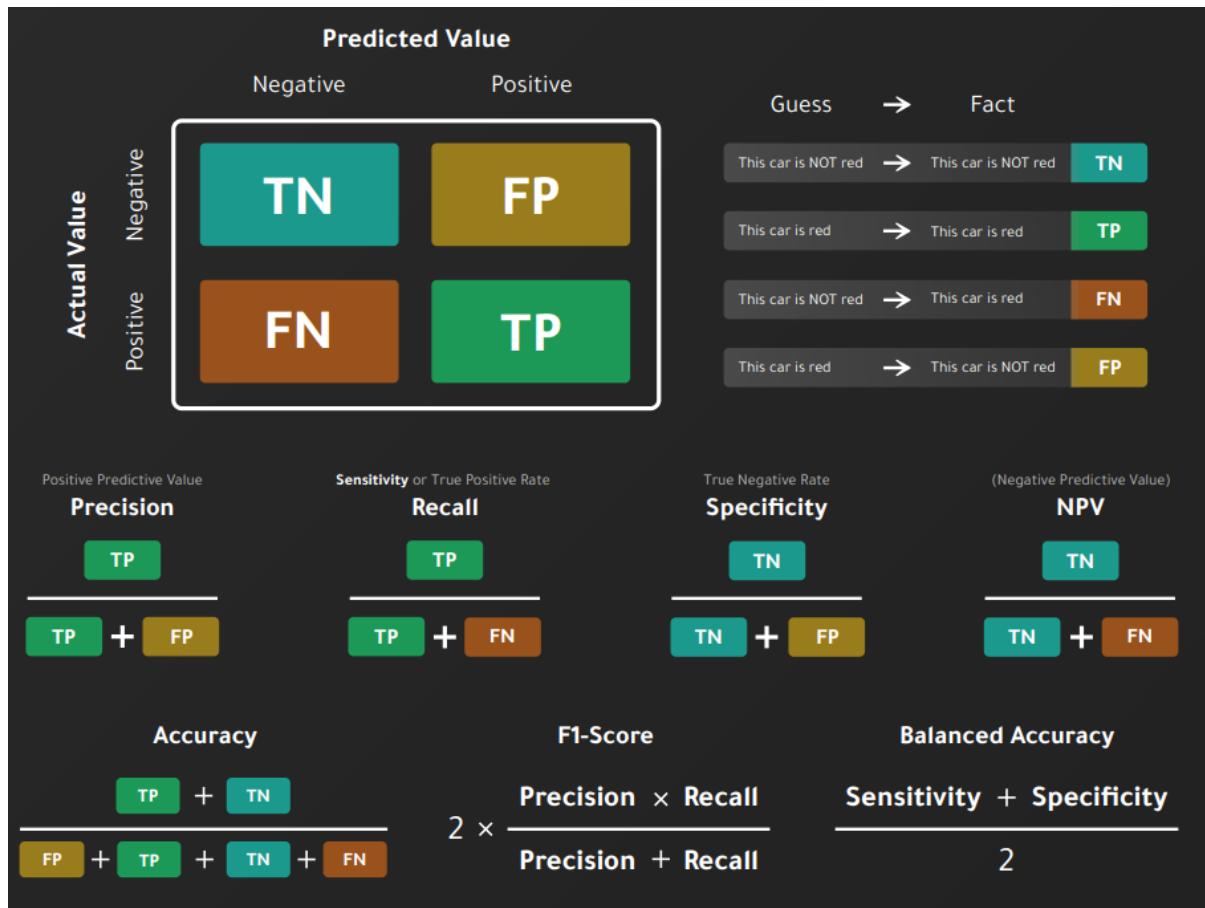 Predicted Value
Negative Positive
Guess → Fact
Actual Value
Negative
Positive
TN FP
FN TP
This car is NOT red → This car is NOT red TN
This car is red → This car is red TP
This car is NOT red → This car is red FN
This car is red → This car is NOT red FP
Positive Predictive Value
Precision
TP
TP + FP
Sensitivity or True Positive Rate
Recall
TP
TP + FN
True Negative Rate
Specificity
TN
TN + FP
(Negative Predictive Value)
NPV
TN
TN + FN
Accuracy
TP + TN
FP + TP + TN + FN
F1-Score
2 ×
Precision × Recall
Precision + Recall
Balanced Accuracy
Sensitivity + Specificity
2